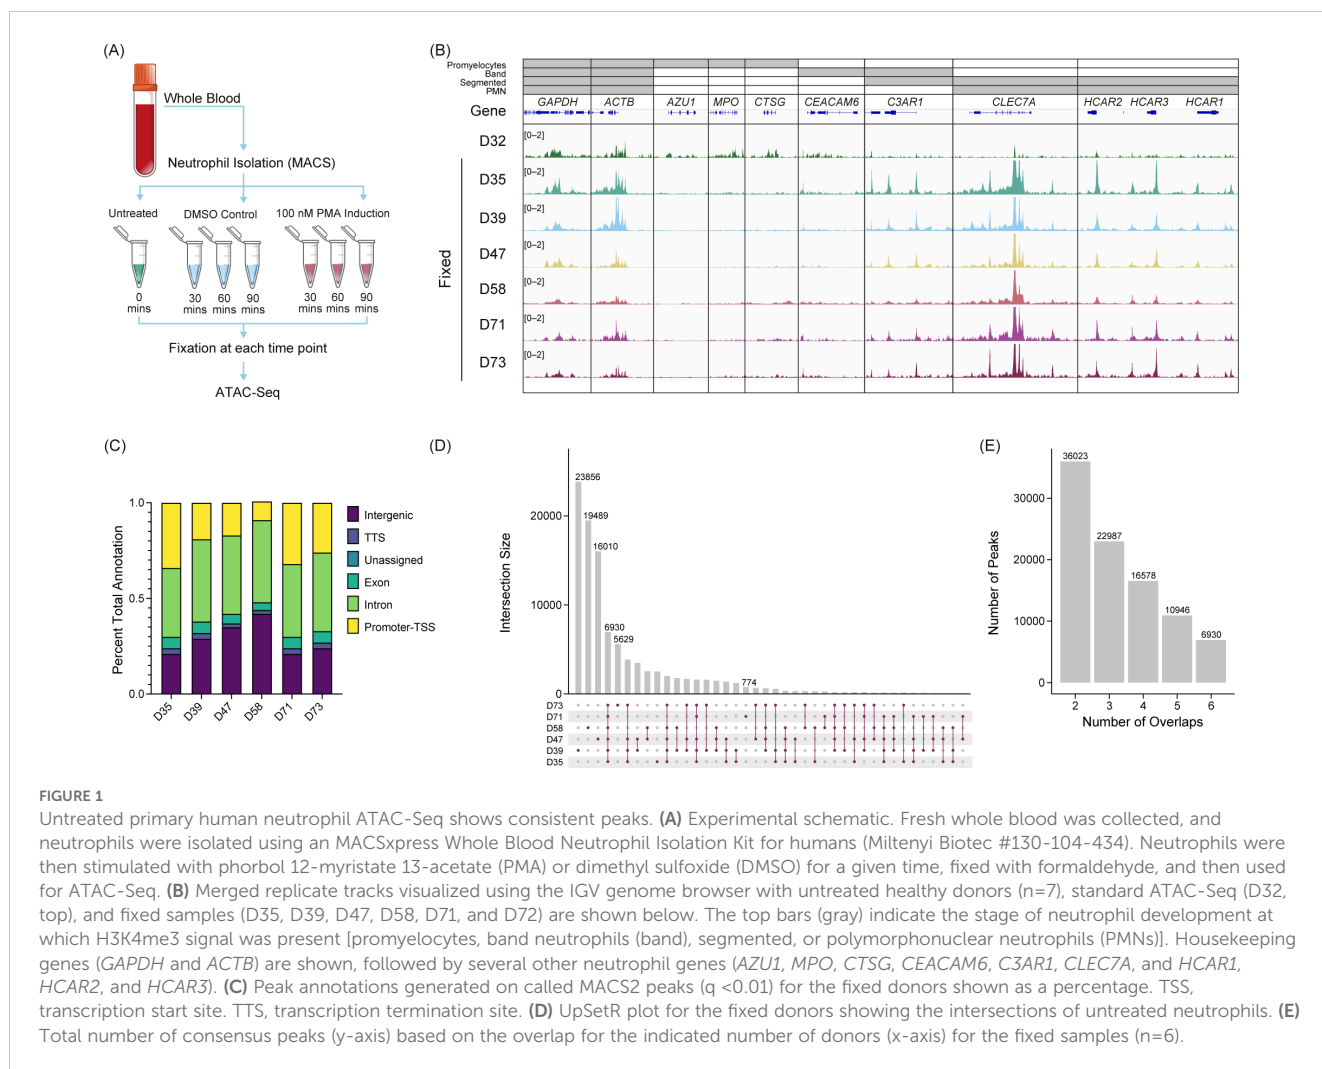 (A)
Whole Blood
Neutrophil Isolation (MACS)
Untreated
DMSO Control
100 nM PMA Induction
0 mins
30 mins
60 mins
90 mins
30 mins
60 mins
90 mins
Fixation at each time point
ATAC-Seq
(B)
Promyelocytes
Band
Segmented
PMN
Gene
GAPDH ACTB AZU1 MPO CTSG CEACAM6 C3AR1 CLEC7A HCAR2 HCAR3 HCAR1
D32 [0–2]
Fixed
D35 [0–2]
D39 [0–2]
D47 [0–2]
D58 [0–2]
D71 [0–2]
D73 [0–2]
(C)
Percent Total Annotation
1.0
0.5
0.0
D35 D39 D47 D58 D71 D73
Intergenic
TTS
Unassigned
Exon
Intron
Promoter-TSS
(D)
Intersection Size
20000
10000
0
23856
19489
16010
6930
5629
774
D73
D71
D58
D47
D39
D35
(E)
Number of Peaks
30000
20000
10000
0
36023
22987
16578
10946
6930
2 3 4 5 6
Number of Overlaps
FIGURE 1
Untreated primary human neutrophil ATAC-Seq shows consistent peaks. (A) Experimental schematic. Fresh whole blood was collected, and
neutrophils were isolated using an MACSxpress Whole Blood Neutrophil Isolation Kit for humans (Miltenyi Biotec #130-104-434). Neutrophils were
then stimulated with phorbol 12-myristate 13-acetate (PMA) or dimethyl sulfoxide (DMSO) for a given time, fixed with formaldehyde, and then used
for ATAC-Seq. (B) Merged replicate tracks visualized using the IGV genome browser with untreated healthy donors (n=7), standard ATAC-Seq (D32,
top), and fixed samples (D35, D39, D47, D58, D71, and D72) are shown below. The top bars (gray) indicate the stage of neutrophil development at
which H3K4me3 signal was present [promyelocytes, band neutrophils (band), segmented, or polymorphonuclear neutrophils (PMNs)]. Housekeeping
genes (GAPDH and ACTB) are shown, followed by several other neutrophil genes (AZU1, MPO, CTSG, CEACAM6, C3AR1, CLEC7A, and HCAR1,
HCAR2, and HCAR3). (C) Peak annotations generated on called MACS2 peaks (q <0.01) for the fixed donors shown as a percentage. TSS,
transcription start site. TTS, transcription termination site. (D) UpSetR plot for the fixed donors showing the intersections of untreated neutrophils. (E)
Total number of consensus peaks (y-axis) based on the overlap for the indicated number of donors (x-axis) for the fixed samples (n=6).